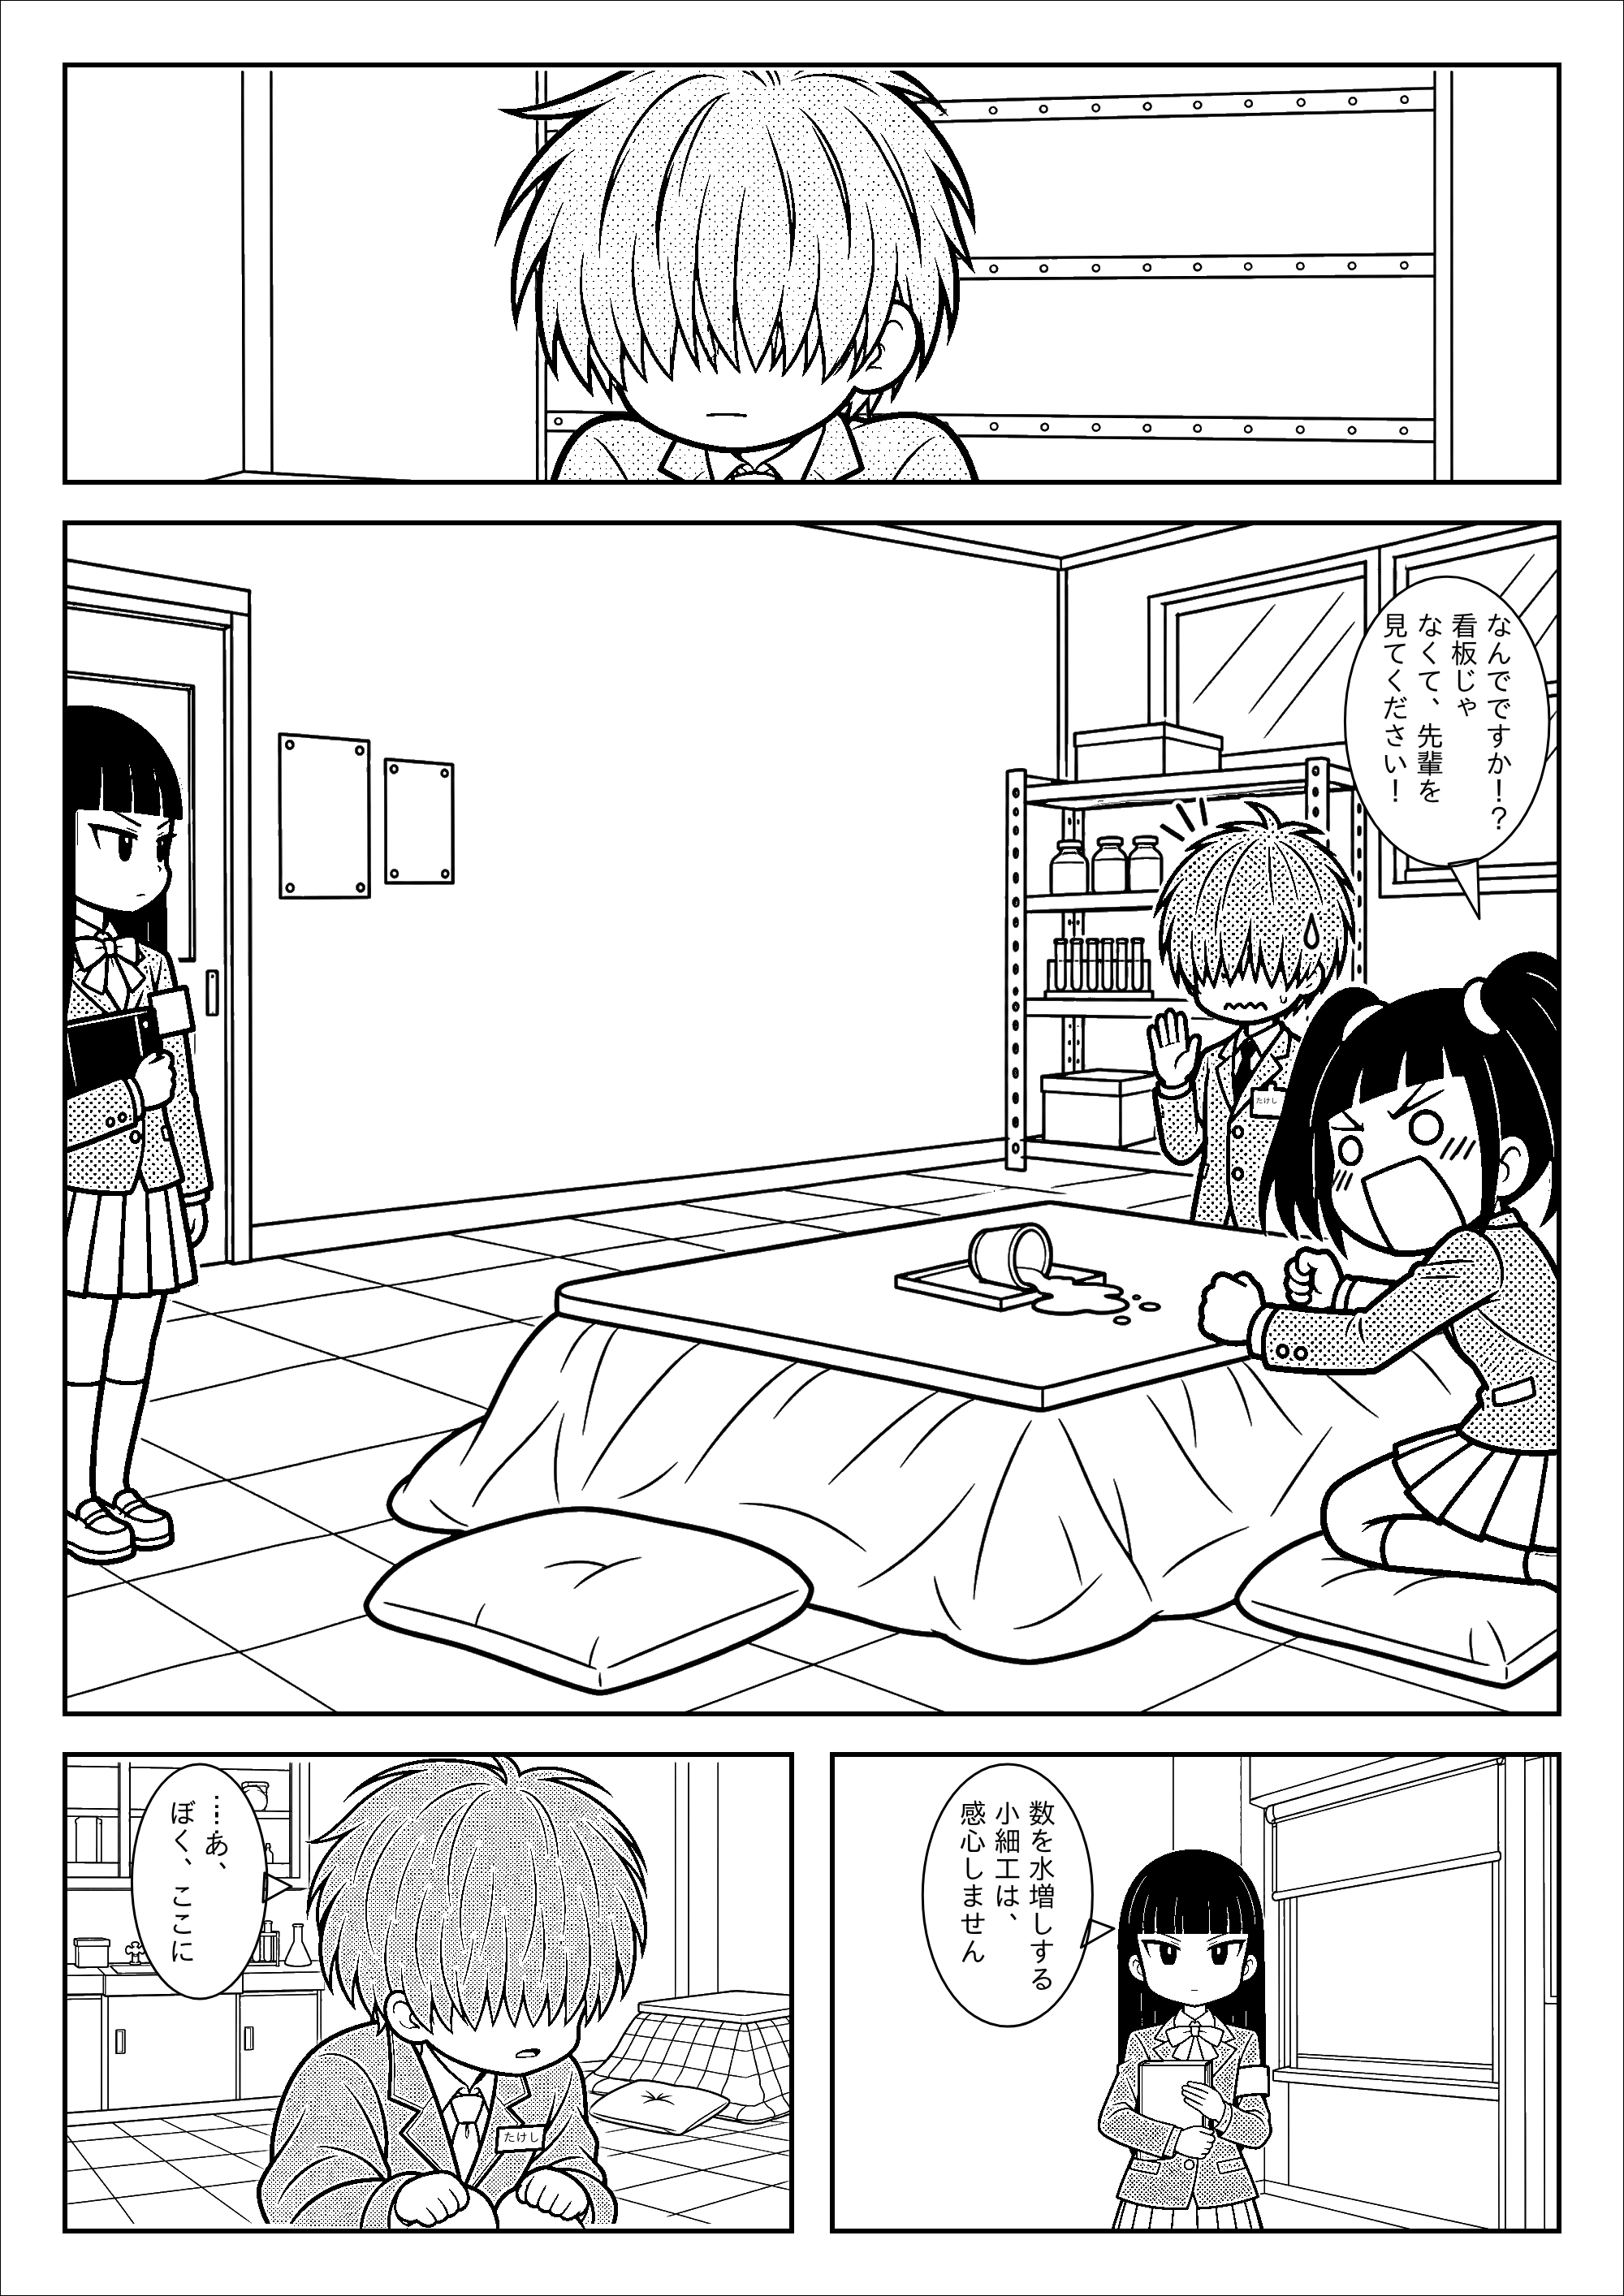 なんでですか！？
看板じゃ
なくて、先輩を
見てください！
たけし
数を水増しする
小細工は、
感心しません
……あ、
ぼく、ここに
たけし